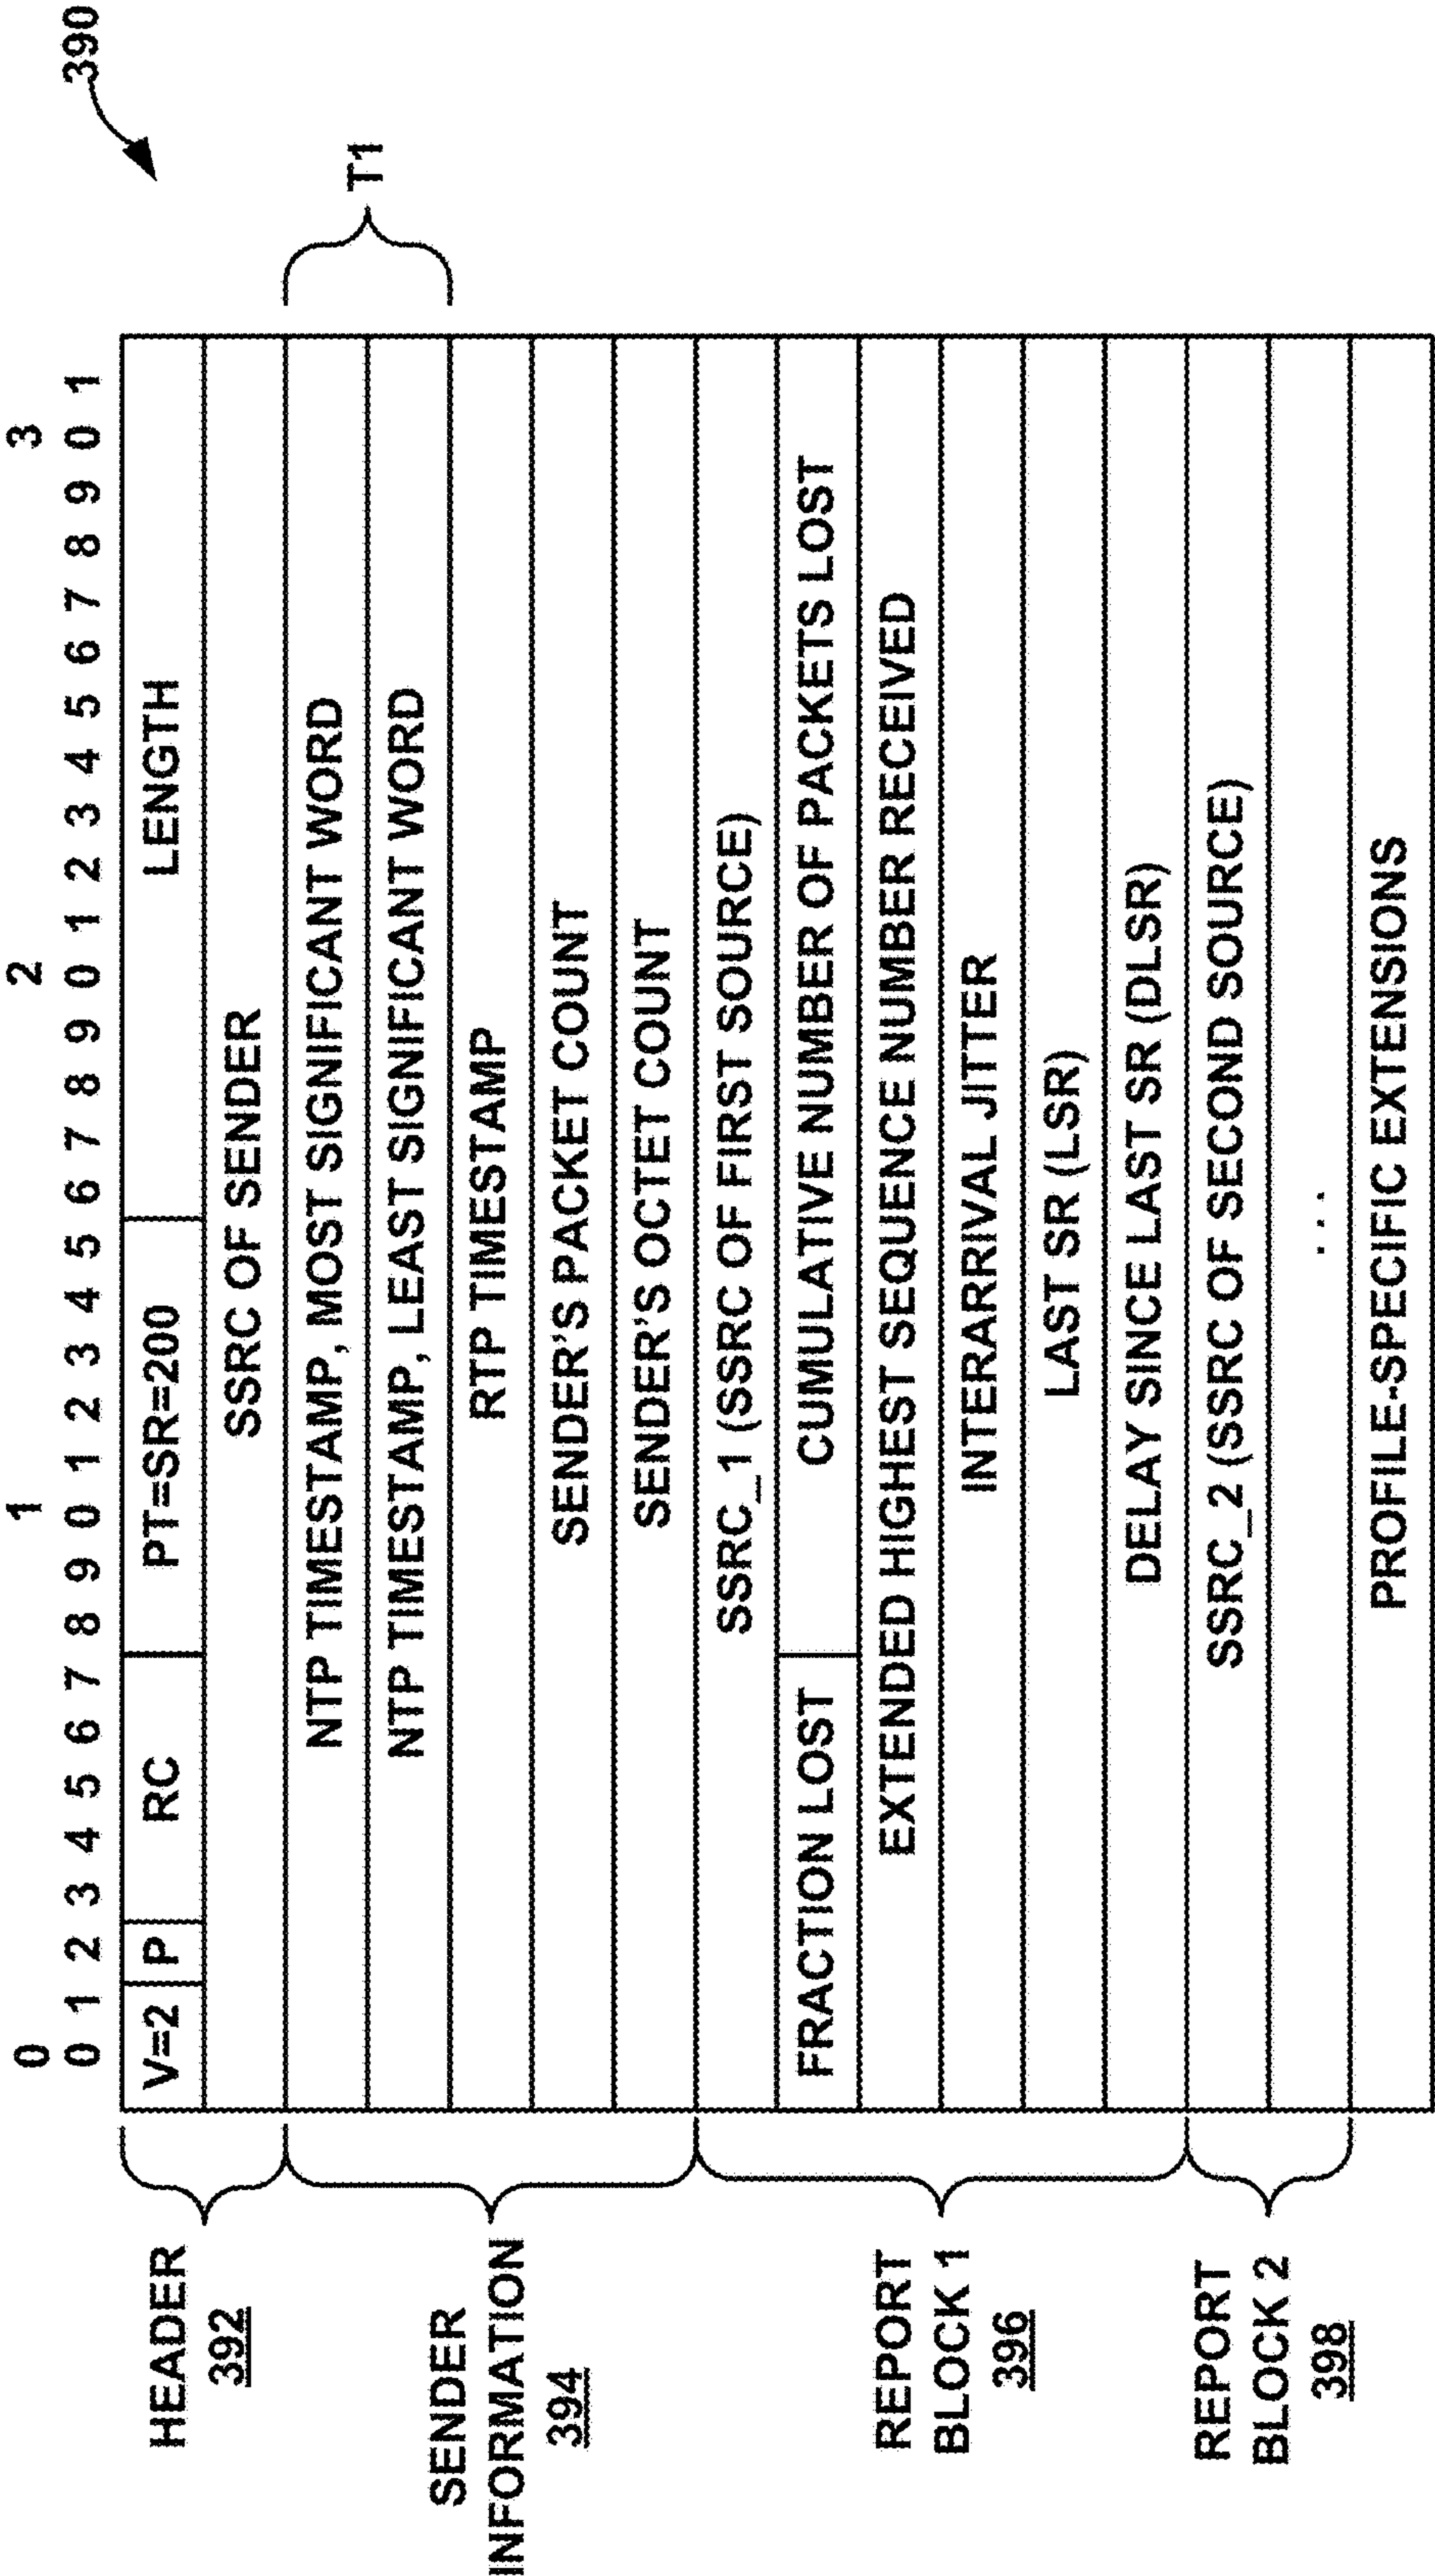 390
0 1 2 3
0 1 2 3 4 5 6 7 8 9 0 1 2 3 4 5 6 7 8 9 0 1 2 3 4 5 6 7 8 9 0 1
V=2 P RC PT=SR=200 LENGTH
SSRC OF SENDER
HEADER
392
NTP TIMESTAMP, MOST SIGNIFICANT WORD
NTP TIMESTAMP, LEAST SIGNIFICANT WORD
T1
RTP TIMESTAMP
SENDER'S PACKET COUNT
SENDER'S OCTET COUNT
SENDER
INFORMATION
394
SSRC_1 (SSRC OF FIRST SOURCE)
FRACTION LOST CUMULATIVE NUMBER OF PACKETS LOST
EXTENDED HIGHEST SEQUENCE NUMBER RECEIVED
INTERARRIVAL JITTER
LAST SR (LSR)
DELAY SINCE LAST SR (DLSR)
REPORT
BLOCK 1
396
SSRC_2 (SSRC OF SECOND SOURCE)
...
REPORT
BLOCK 2
398
PROFILE-SPECIFIC EXTENSIONS